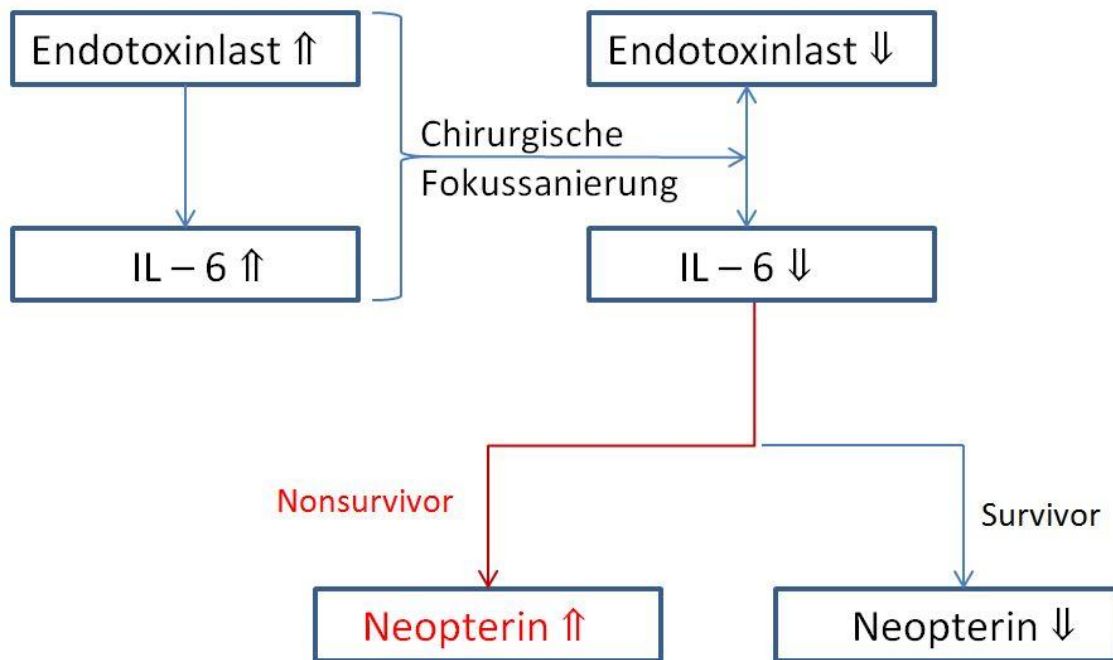 Endotoxinlast ⇑
Endotoxinlast ⇓
Chirurgische
Fokussanierung
IL – 6 ⇑
IL – 6 ⇓
Nonsurvivor
Survivor
Neopterin ⇑
Neopterin ⇓